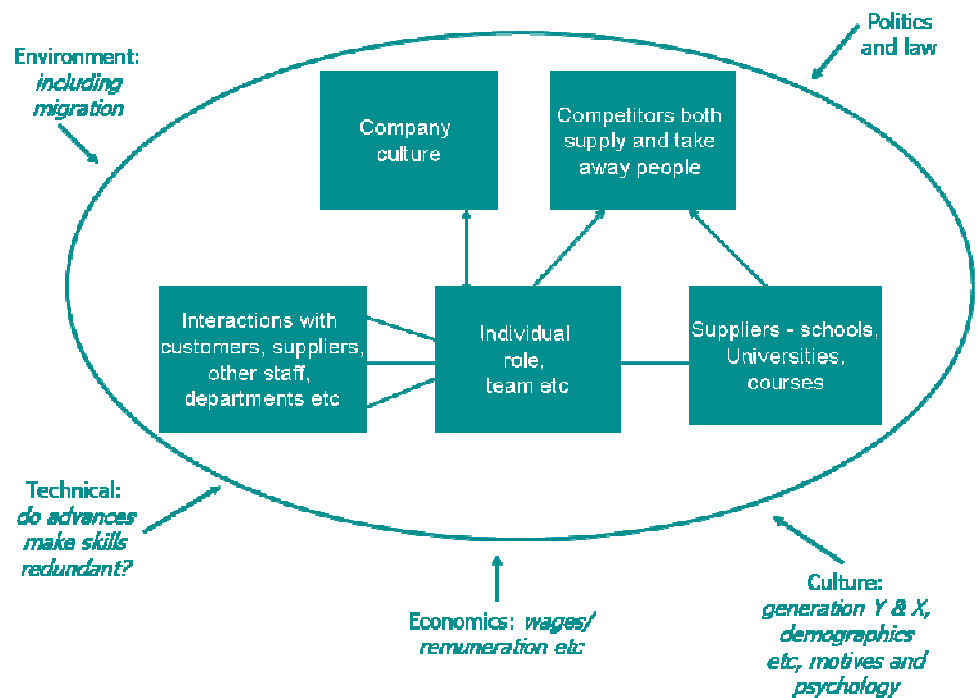 Politics
and law
Environment:
including
migration
Company
culture
Competitors both
supply and take
away people
Interactions with
customers, suppliers,
other staff,
departments etc
Individual
role,
team etc
Suppliers - schools,
Universities,
courses
Technical:
do advances
make skills
redundant?
Economics: wages/
remuneration etc
Culture:
generation Y & X,
demographics
etc, motives and
psychology